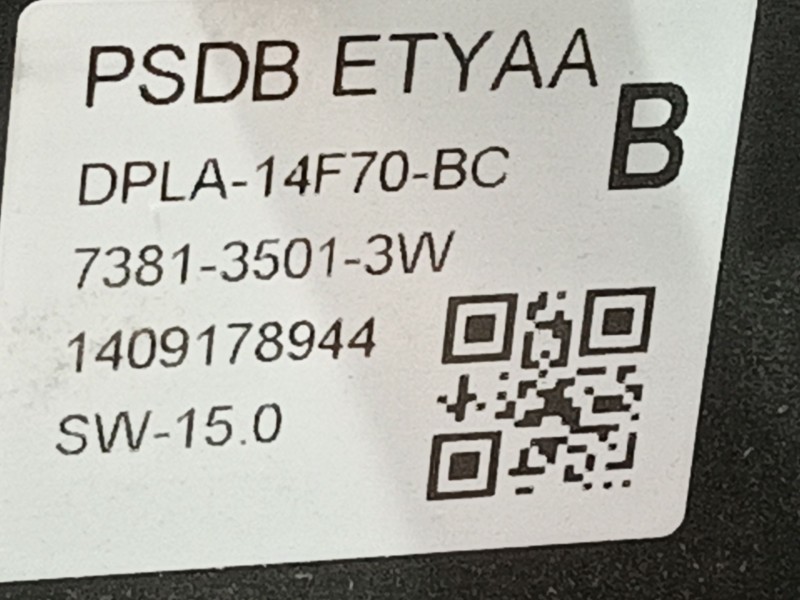 PSDB ETYAA
B
DPLA-14F70-BC
7381-3501-3W
1409178944
SW-15.0